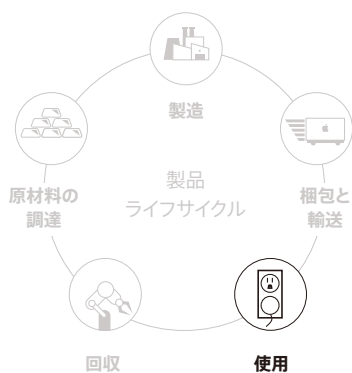 製造
原材料の
調達
製品
ライフサイクル
梱包と
輸送
回収
使用